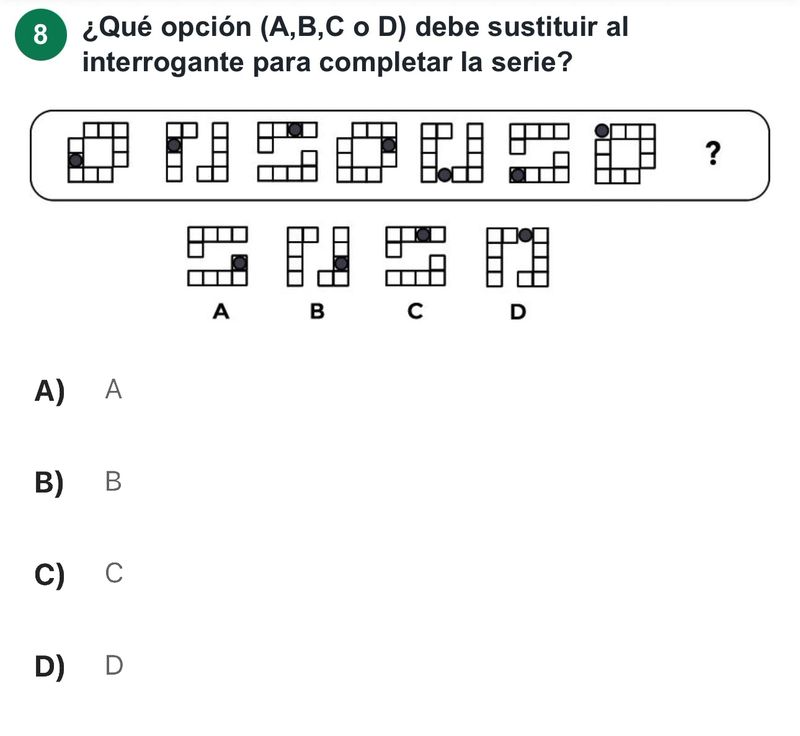 8
¿Qué opción (A,B,C o D) debe sustituir al
interrogante para completar la serie?
?
A B C D
A) A
B) B
C) C
D) D